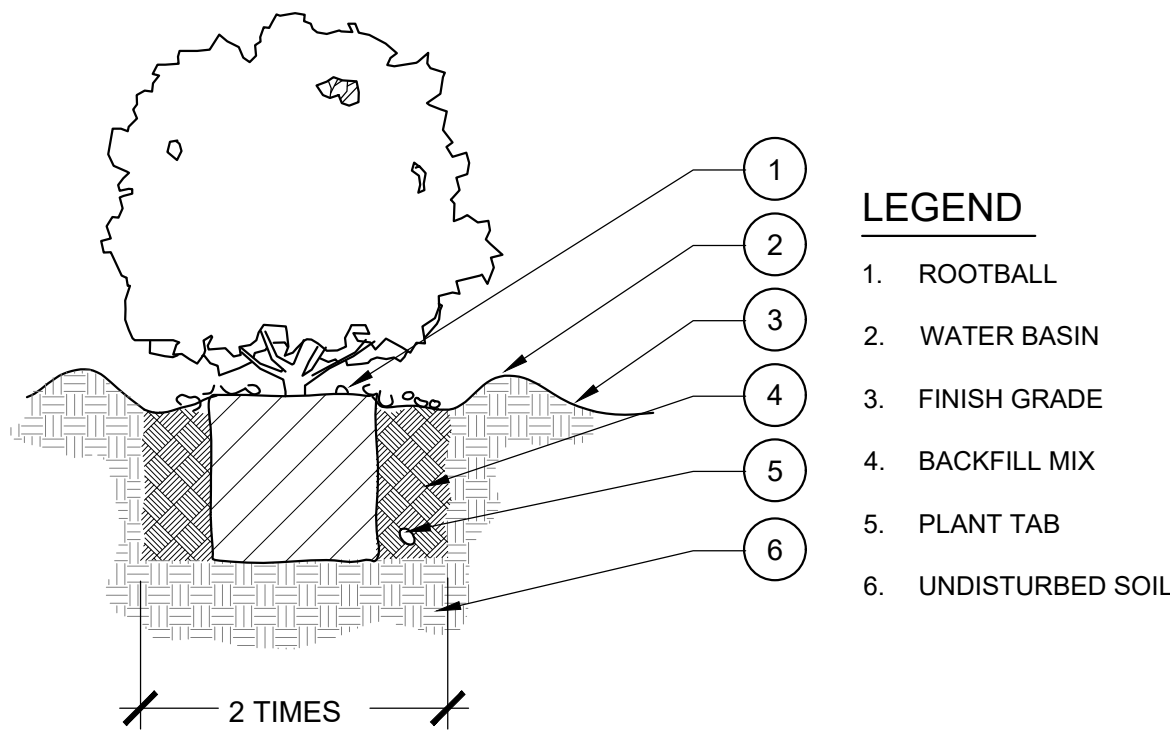 1
2
3
4
5
6
LEGEND
1. ROOTBALL
2. WATER BASIN
3. FINISH GRADE
4. BACKFILL MIX
5. PLANT TAB
6. UNDISTURBED SOIL
2 TIMES